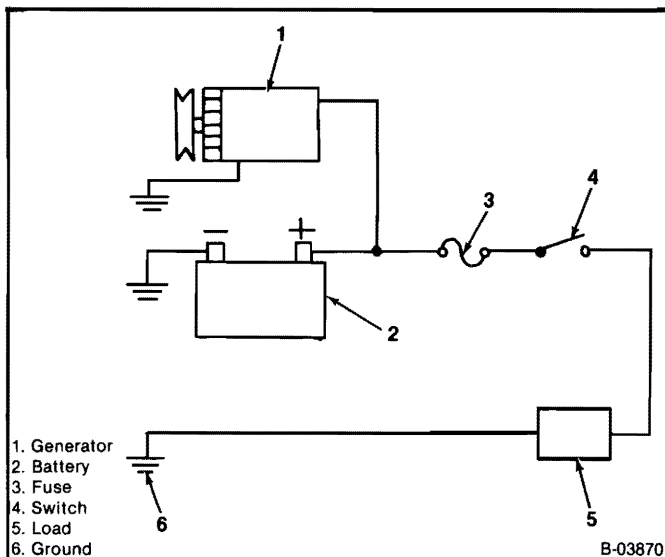 1
3
4
− +
2
1. Generator
2. Battery
3. Fuse
4. Switch
5. Load
6. Ground
6
5
B-03870